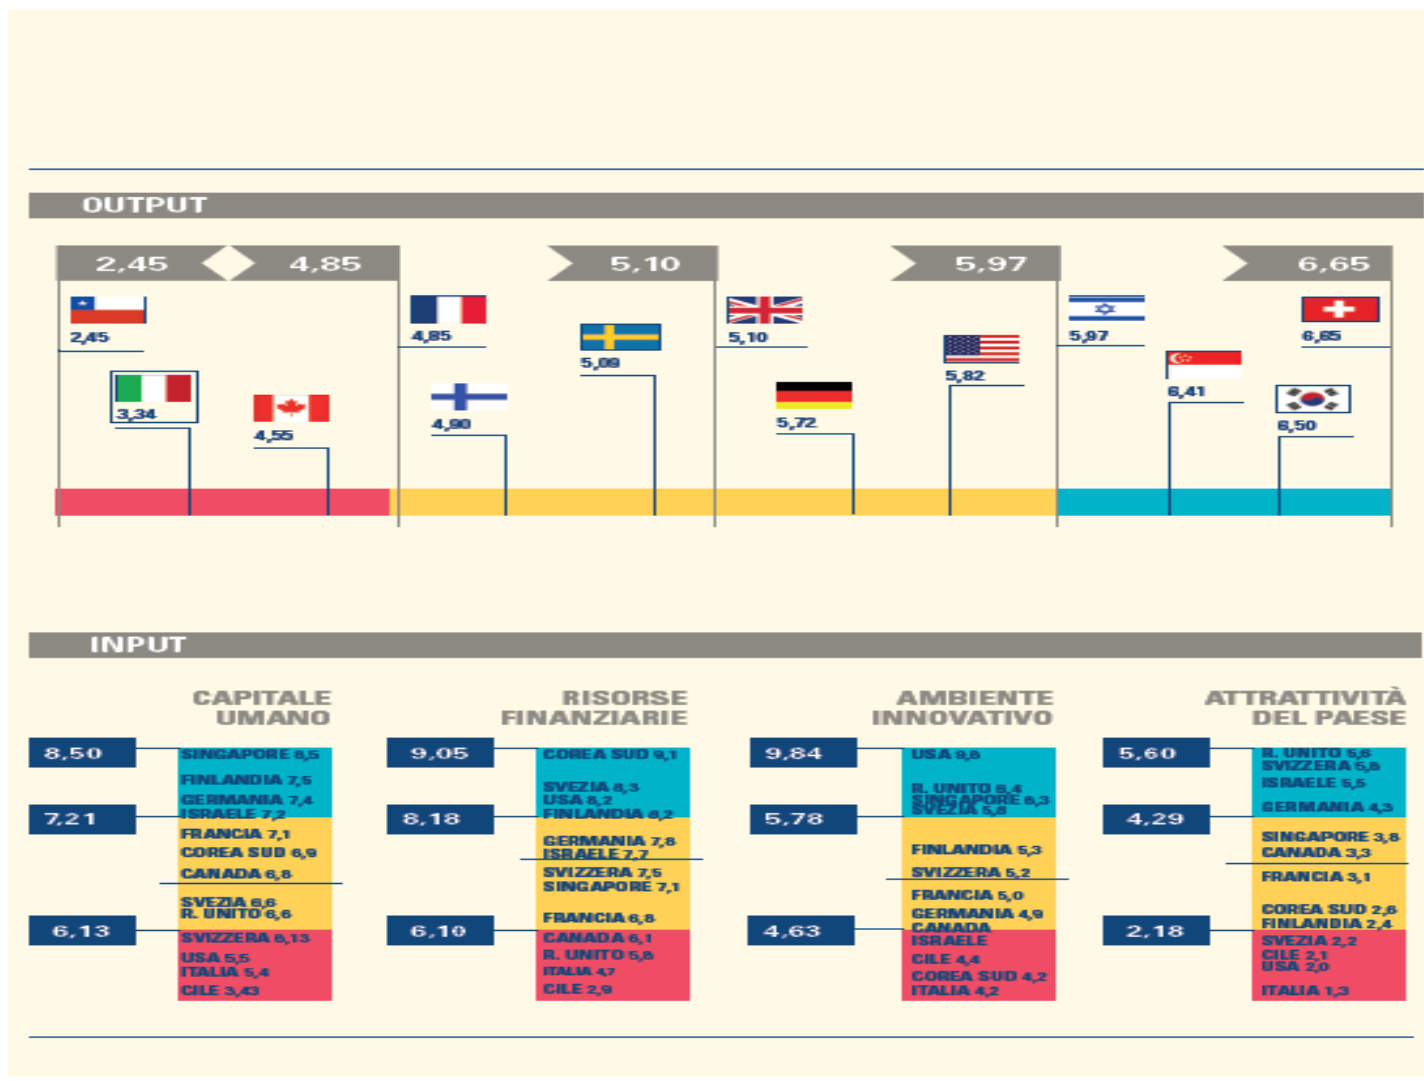 OUTPUT
2,45 4,85 5,10 5,97 6,65
2,45
3,34
4,55
4,85
4,90
5,09
5,10
5,72
5,82
5,97
6,41
6,50
6,65
INPUT
CAPITALE
UMANO
8,50
7,21
6,13
SINGAPORE 8,5
FINLANDIA 7,5
GERMANIA 7,4
ISRAELE 7,2
FRANCIA 7,1
COREA SUD 6,9
CANADA 6,8
SVEZIA 6,6
R. UNITO 6,6
SVIZZERA 6,13
USA 5,5
ITALIA 5,4
CILE 3,43
RISORSE
FINANZIARIE
9,05
8,18
6,10
COREA SUD 9,1
SVEZIA 8,3
USA 8,2
FINLANDIA 8,2
GERMANIA 7,8
ISRAELE 7,7
SVIZZERA 7,5
SINGAPORE 7,1
FRANCIA 6,8
CANADA 6,1
R. UNITO 5,8
ITALIA 4,7
CILE 2,9
AMBIENTE
INNOVATIVO
9,84
5,78
4,63
USA 9,8
R. UNITO 6,4
SINGAPORE 6,3
SVEZIA 5,8
FINLANDIA 5,3
SVIZZERA 5,2
FRANCIA 5,0
GERMANIA 4,9
CANADA
ISRAELE
CILE 4,4
COREA SUD 4,2
ITALIA 4,2
ATTRATTIVITÀ
DEL PAESE
5,60
4,29
2,18
R. UNITO 5,6
SVIZZERA 5,6
ISRAELE 5,5
GERMANIA 4,3
SINGAPORE 3,8
CANADA 3,3
FRANCIA 3,1
COREA SUD 2,6
FINLANDIA 2,4
SVEZIA 2,2
CILE 2,1
USA 2,0
ITALIA 1,3